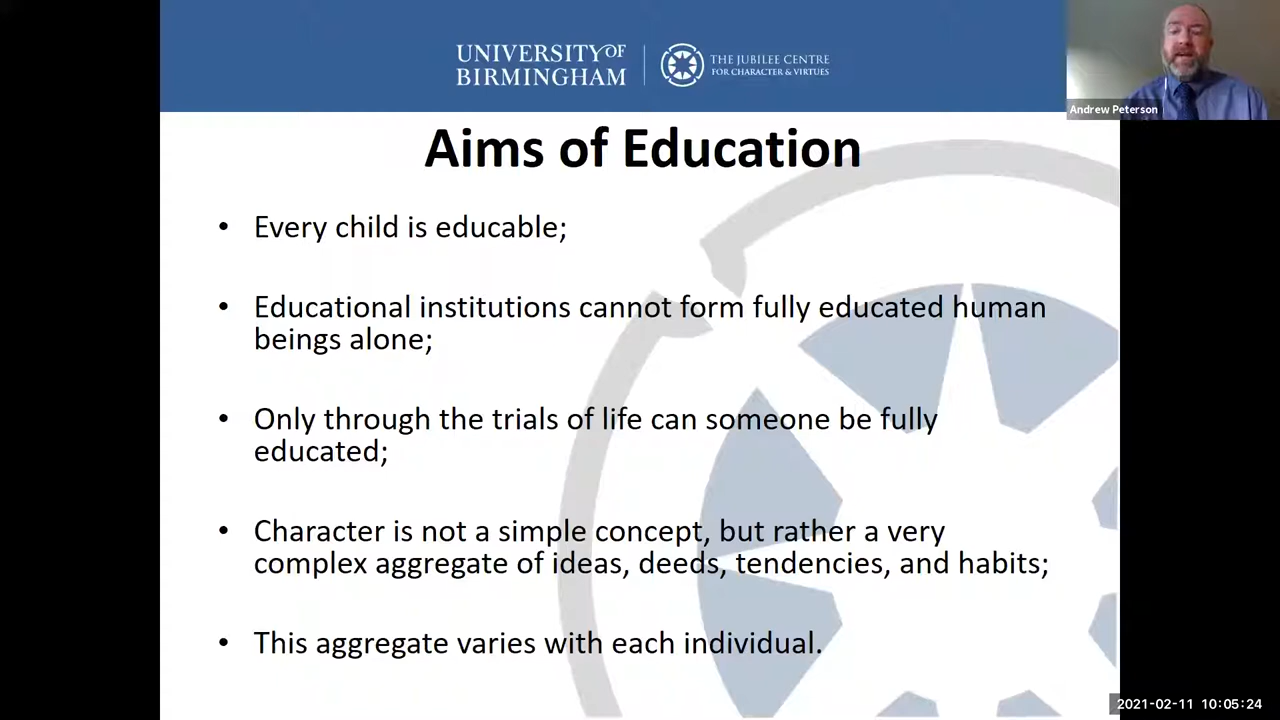 UNIVERSITY OF
BIRMINGHAM
THE JUBILEE CENTRE
FOR CHARACTER & VIRTUES
Andrew Peterson
Aims of Education
• Every child is educable;
• Educational institutions cannot form fully educated human
beings alone;
• Only through the trials of life can someone be fully
educated;
• Character is not a simple concept, but rather a very
complex aggregate of ideas, deeds, tendencies, and habits;
• This aggregate varies with each individual.
2021-02-11 10:05:24